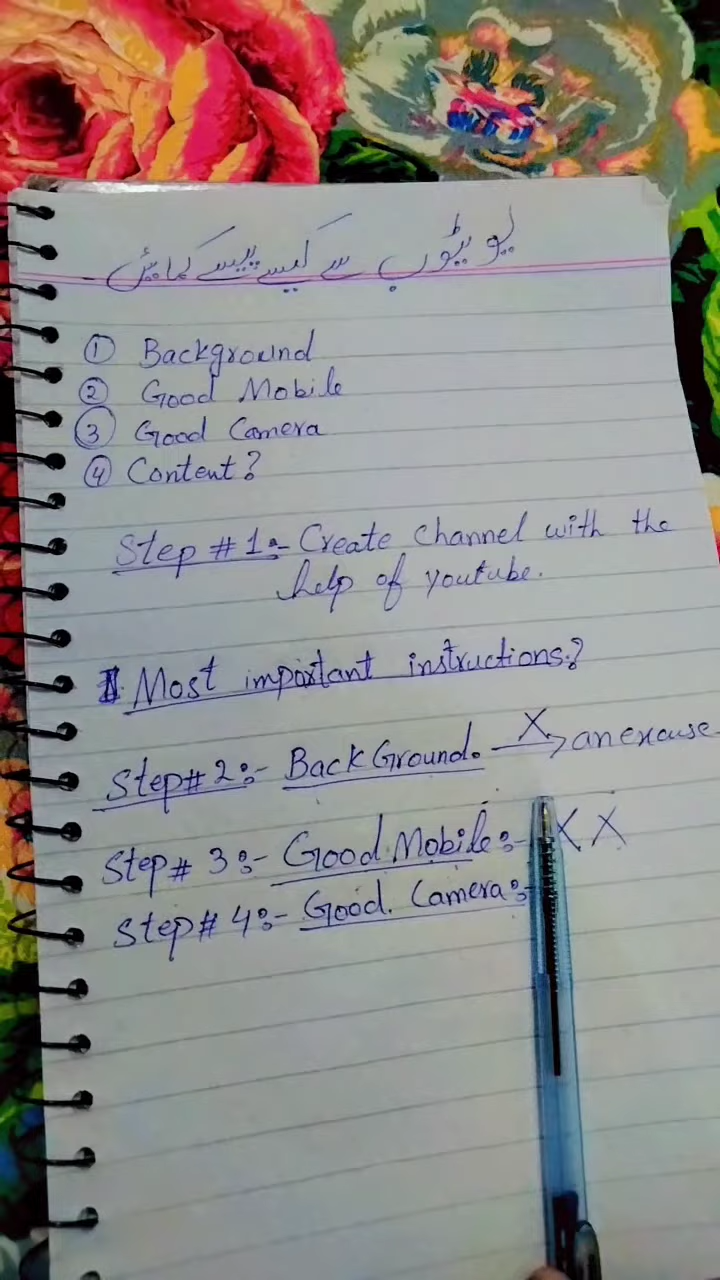 یوٹیوب سے کیسے پیسے کمائیں۔
① Background
② Good Mobile
③ Good Camera
④ Content?
Step # 1:- Create channel with the
help of youtube.
Most important instructions:?
Step# 2:- BackGround. X → an excuse
Step# 3:- Good Mobile:- X X
Step# 4:- Good. Camera:-